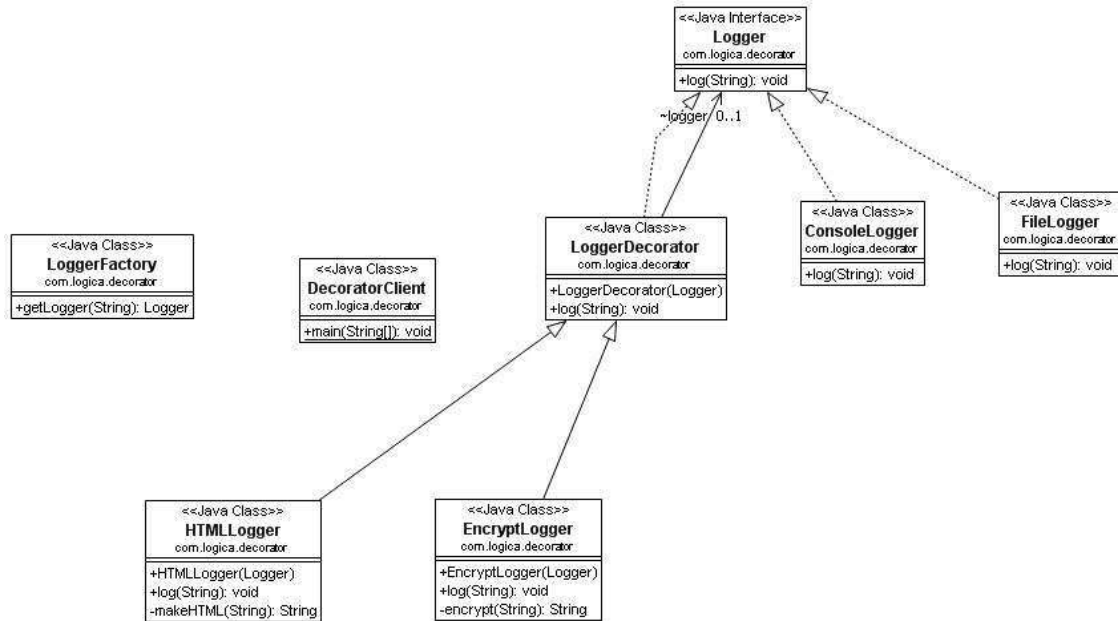 <<Java Interface>>
Logger
com.logica.decorator
+log(String): void
~logger 0..1
<<Java Class>>
LoggerFactory
com.logica.decorator
+getLogger(String): Logger
<<Java Class>>
DecoratorClient
com.logica.decorator
+main(String[]): void
<<Java Class>>
LoggerDecorator
com.logica.decorator
+LoggerDecorator(Logger)
+log(String): void
<<Java Class>>
ConsoleLogger
com.logica.decorator
+log(String): void
<<Java Class>>
FileLogger
com.logica.decorator
+log(String): void
<<Java Class>>
HTMLLogger
com.logica.decorator
+HTMLLogger(Logger)
+log(String): void
-makeHTML(String): String
<<Java Class>>
EncryptLogger
com.logica.decorator
+EncryptLogger(Logger)
+log(String): void
-encrypt(String): String